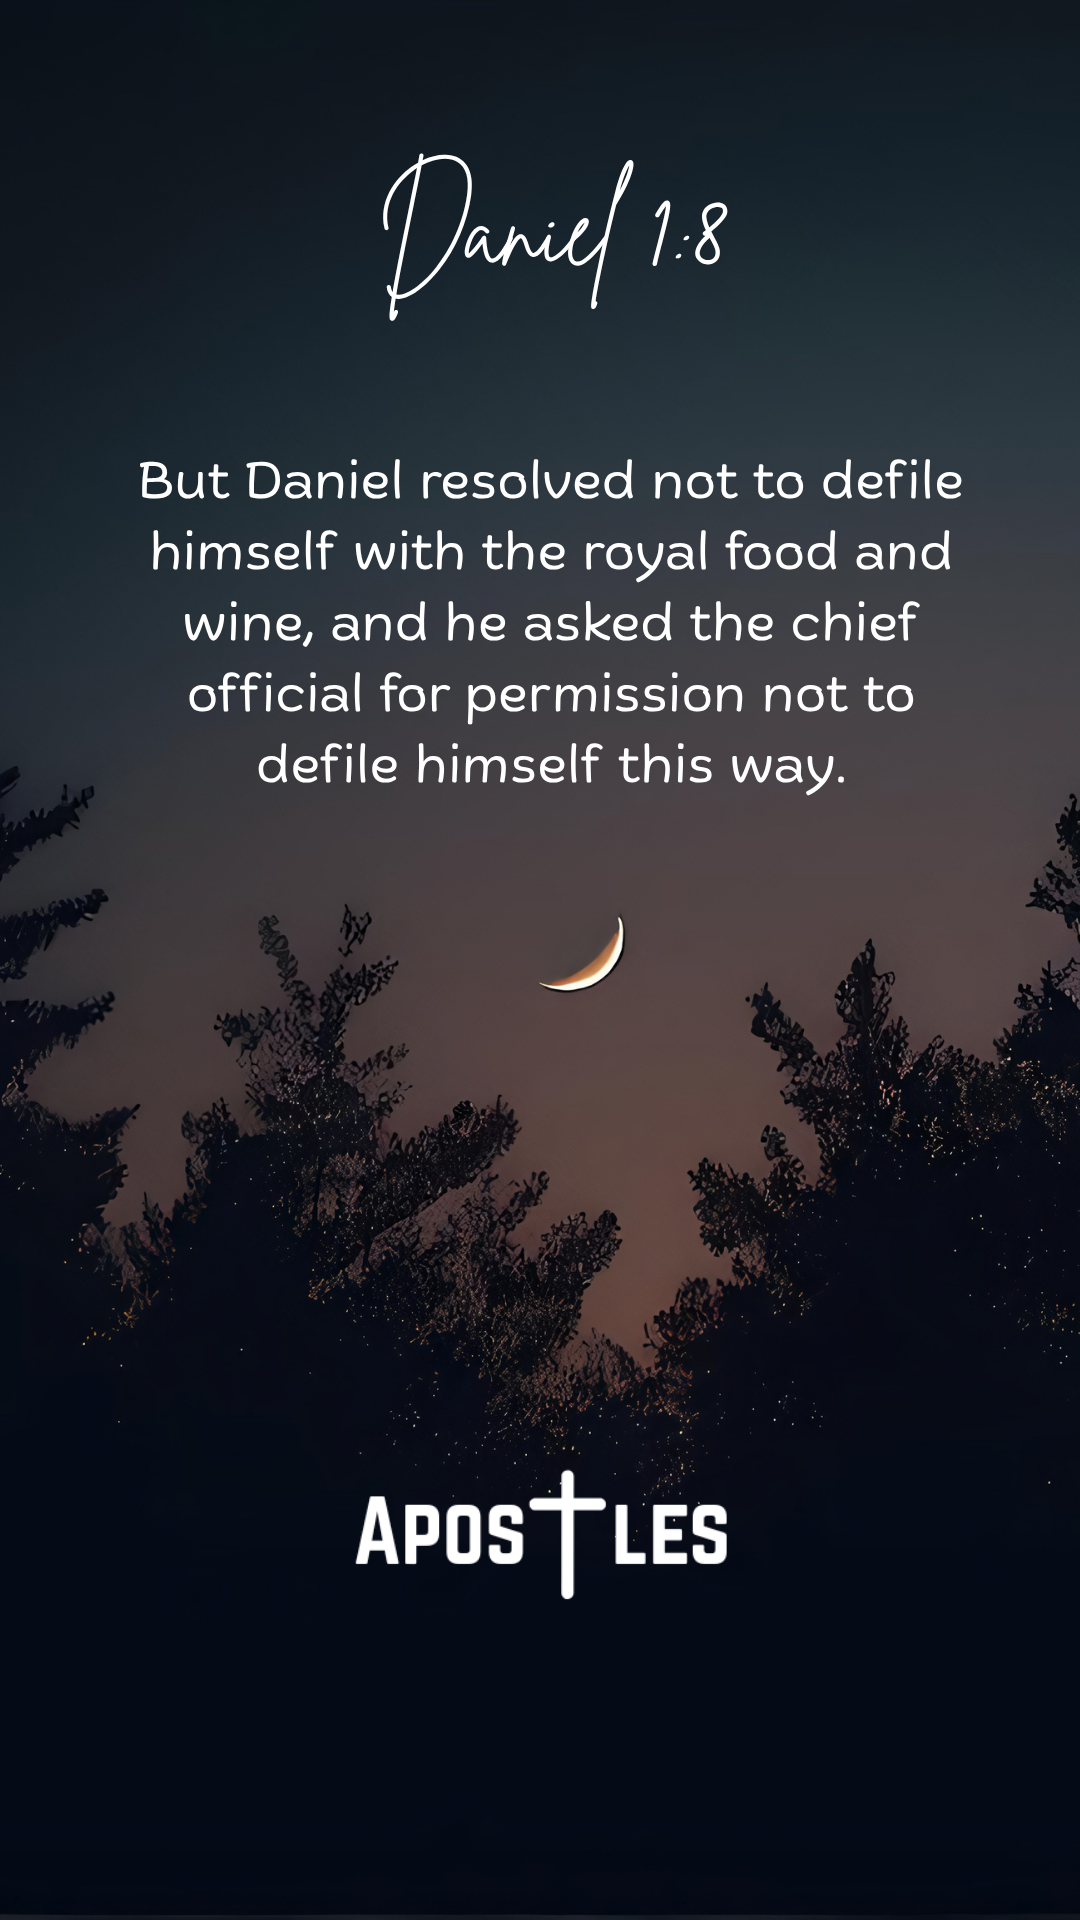 Daniel 1:8
But Daniel resolved not to defile
himself with the royal food and
wine, and he asked the chief
official for permission not to
defile himself this way.
APOSTLES